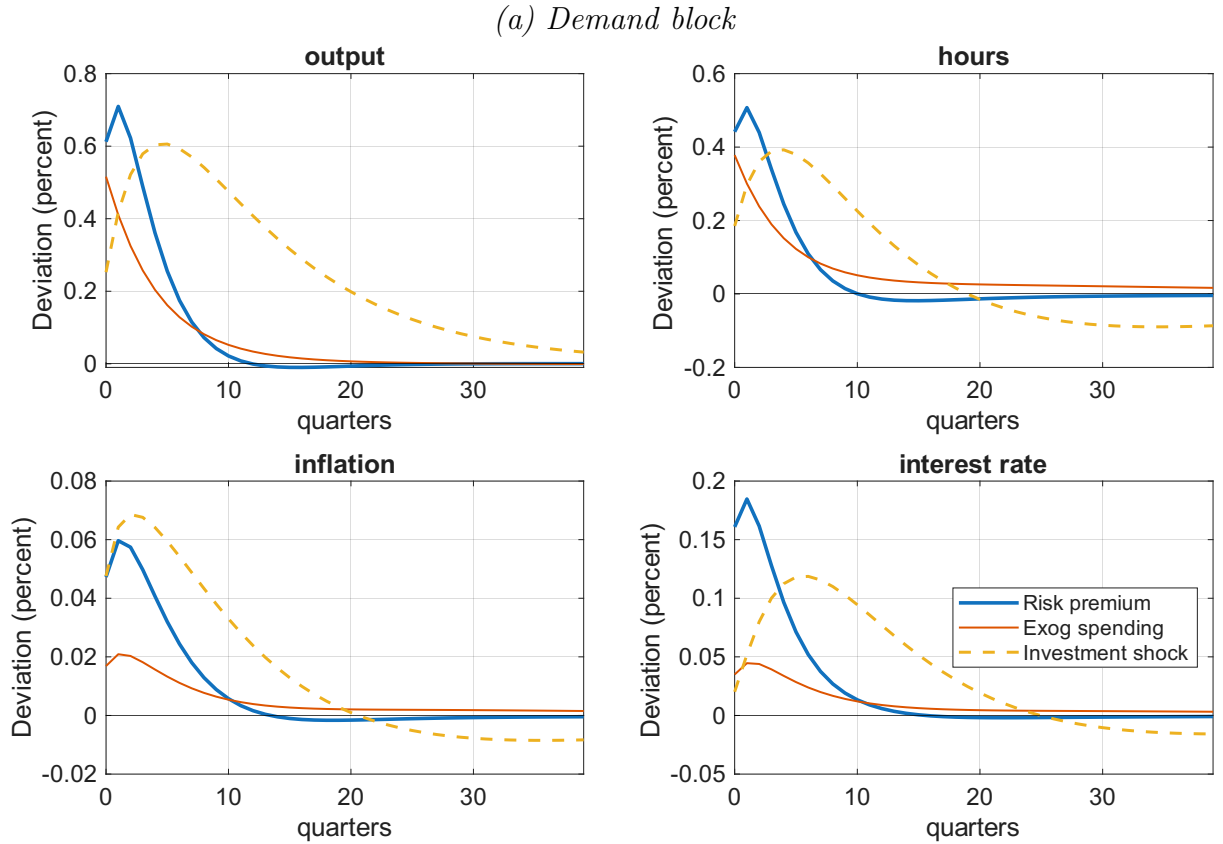 (a) Demand block
output
0.8
0.6
0.4
0.2
0
Deviation (percent)
0 10 20 30
quarters
hours
0.6
0.4
0.2
0
-0.2
Deviation (percent)
0 10 20 30
quarters
inflation
0.08
0.06
0.04
0.02
0
-0.02
Deviation (percent)
0 10 20 30
quarters
interest rate
0.2
0.15
0.1
0.05
0
-0.05
Deviation (percent)
Risk premium
Exog spending
Investment shock
0 10 20 30
quarters